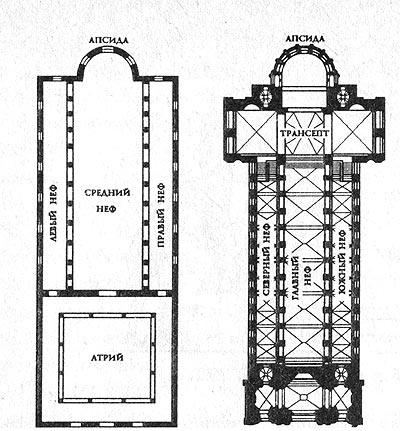 АПСИДА
ЛЕВЫЙ НЕФ
СРЕДНИЙ
НЕФ
ПРАВЫЙ НЕФ
АТРИЙ
АПСИДА
ТРАНСЕПТ
СЕВЕРНЫЙ НЕФ
ГЛАВНЫЙ
НЕФ
ЮЖНЫЙ НЕФ